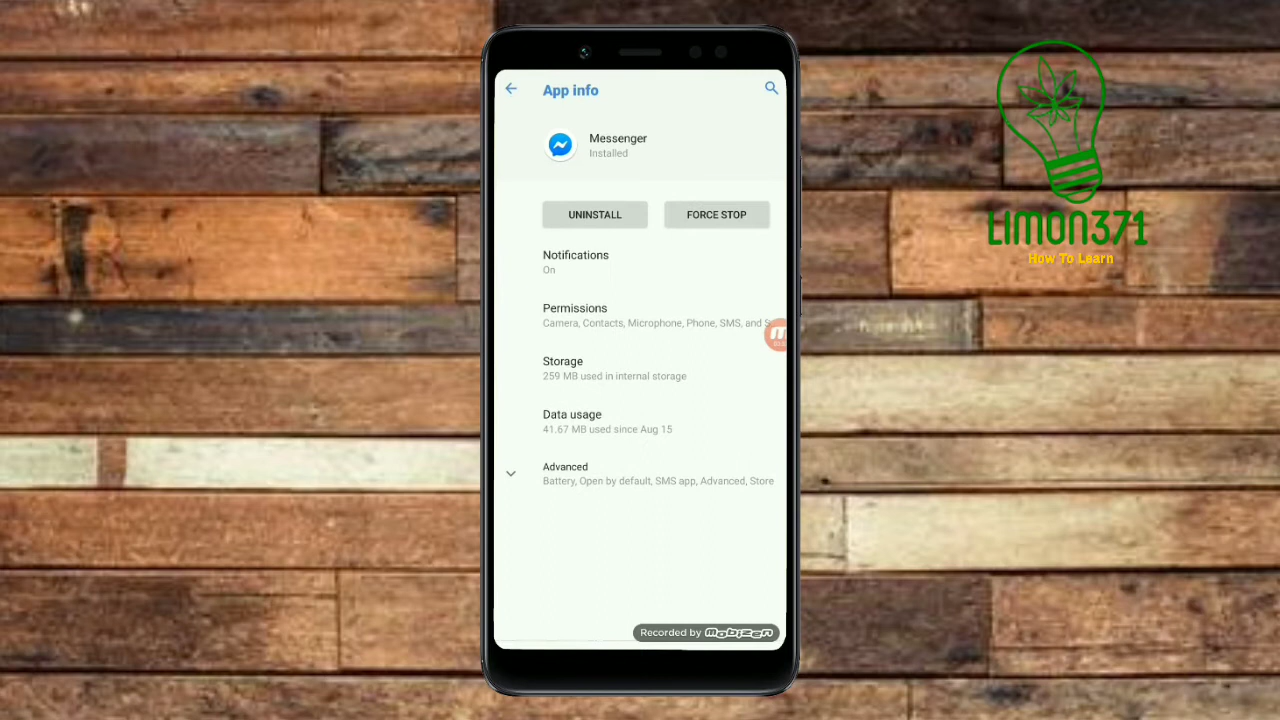 App info
Messenger
Installed
UNINSTALL
FORCE STOP
Notifications
On
Permissions
Camera, Contacts, Microphone, Phone, SMS, and
Storage
259 MB used in internal storage
Data usage
41.67 MB used since Aug 15
Advanced
Battery, Open by default, SMS app, Advanced, Store
Recorded by mobizen
LIMON371
How To Learn